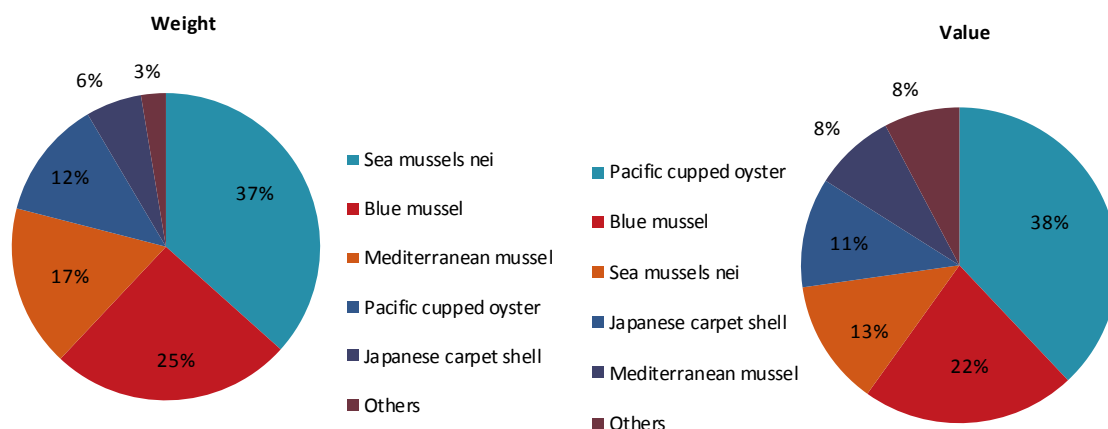 Weight
3%
6%
12%
37%
17%
25%
Sea mussels nei
Blue mussel
Mediterranean mussel
Pacific cupped oyster
Japanese carpet shell
Others
Value
8%
8%
11%
38%
13%
22%
Pacific cupped oyster
Blue mussel
Sea mussels nei
Japanese carpet shell
Mediterranean mussel
Others